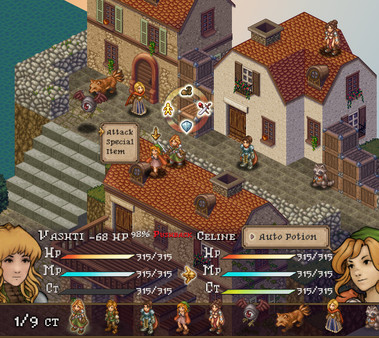 Attack
Special
Item
Vashti -68 HP 98%
Celine
Auto Potion
Hp 315/315
Hp 315/315
Mp 315/315
Mp 315/315
Ct 315/315
Ct 315/315
1/9 CT